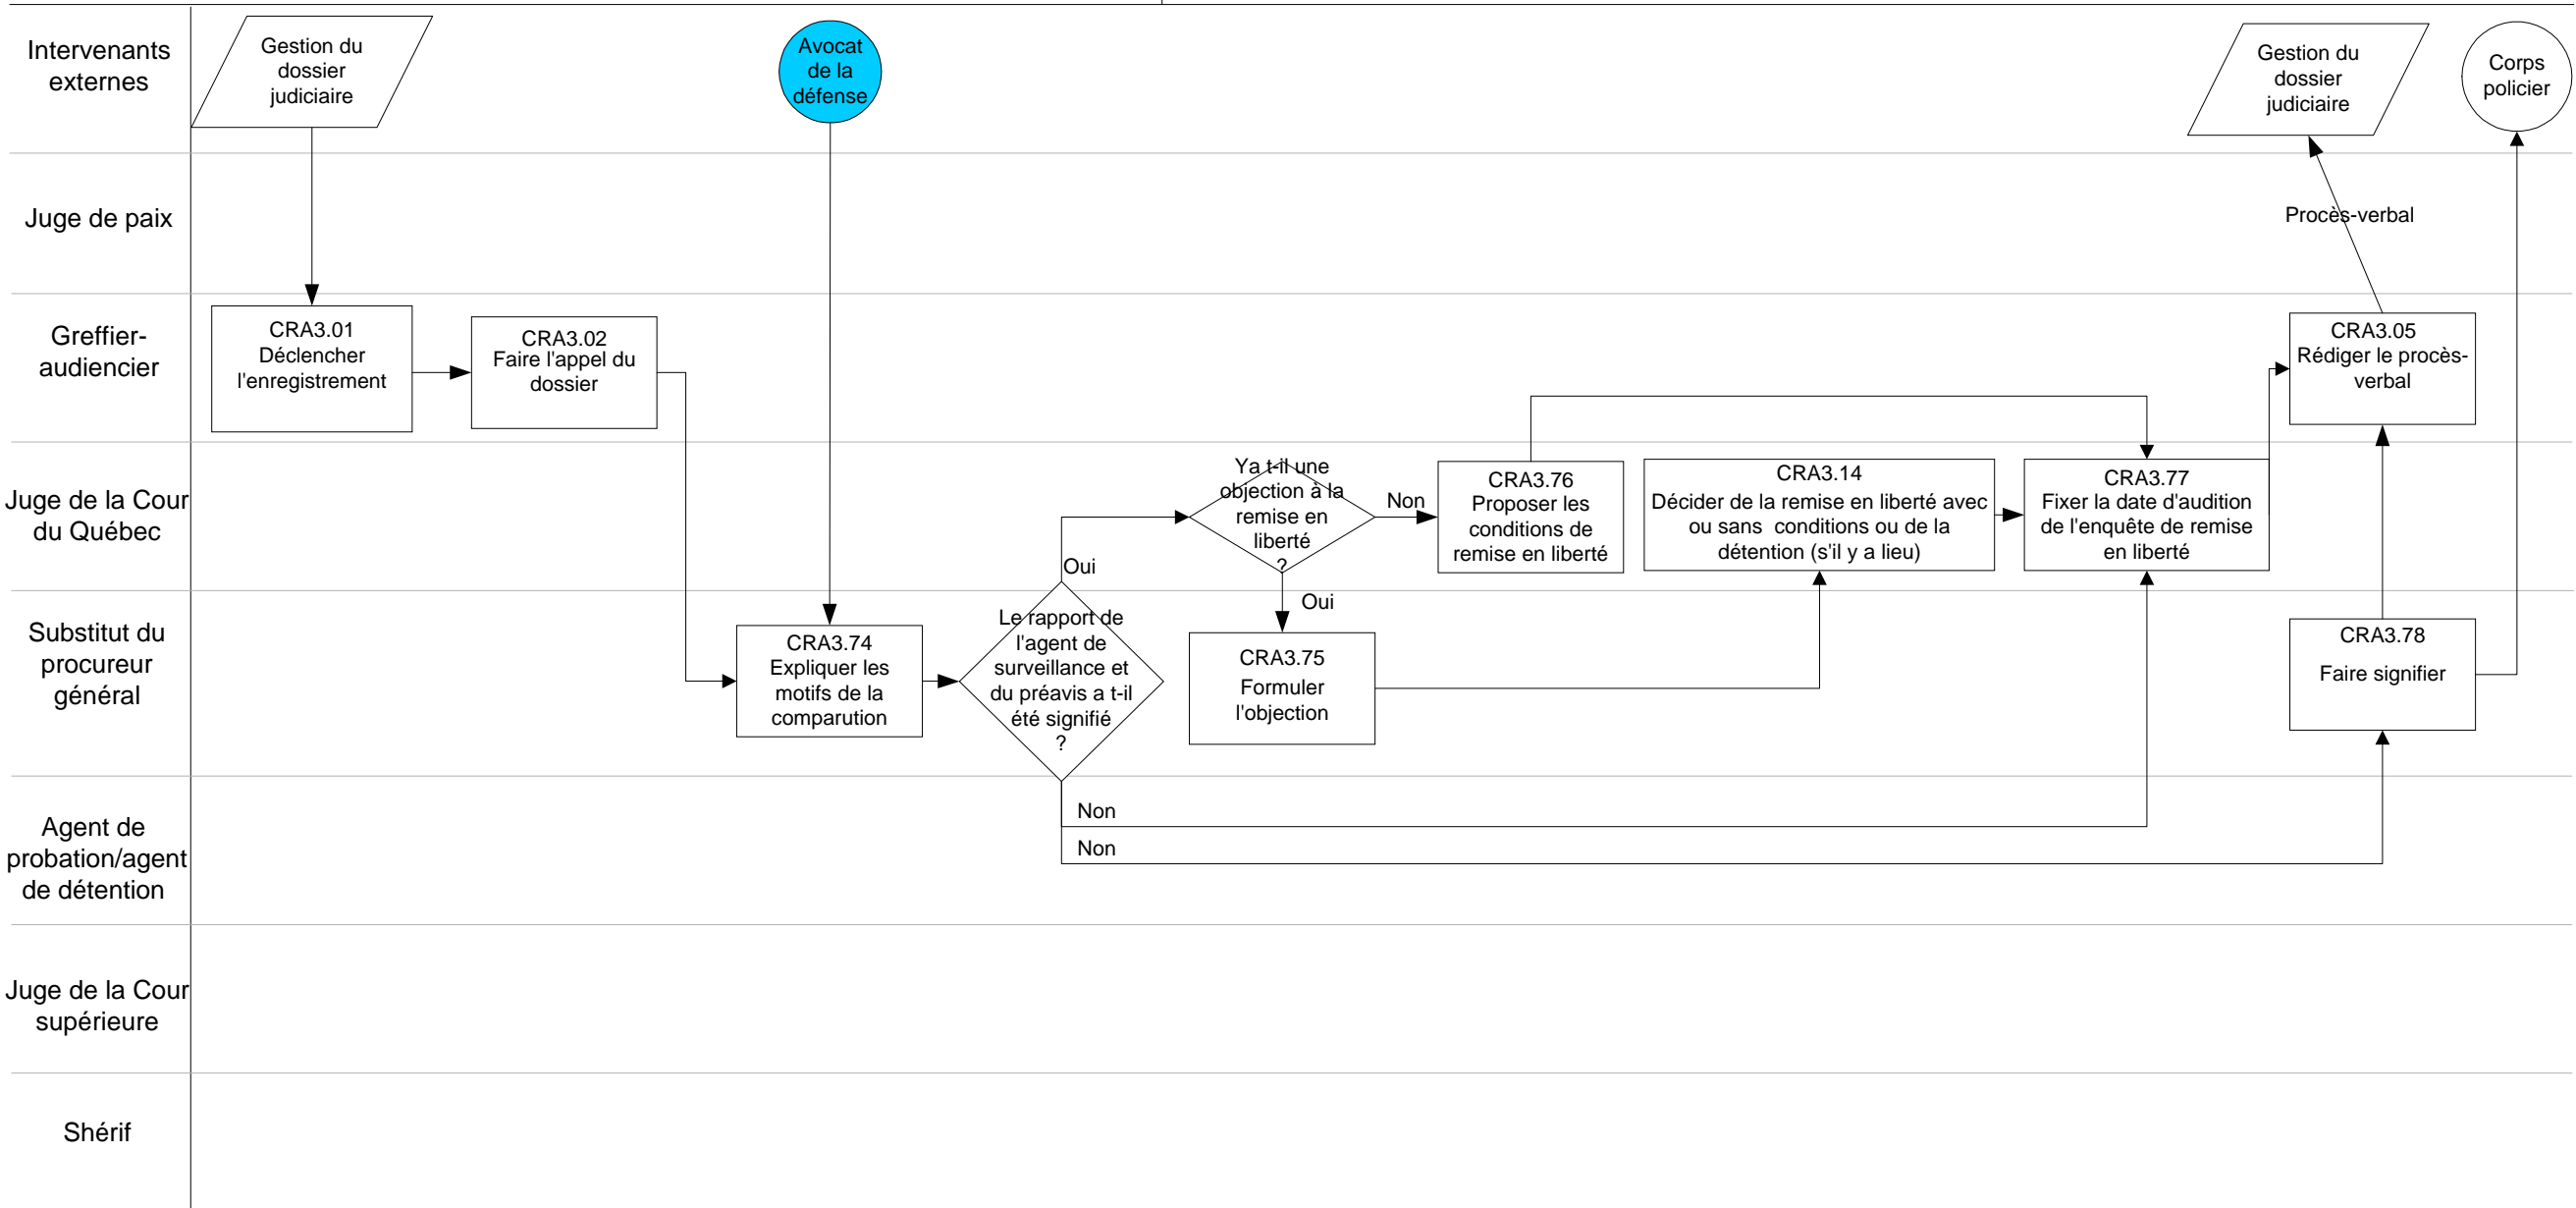 Intervenants
externes
Gestion du
dossier
judiciaire
Avocat
de la
défense
Gestion du
dossier
judiciaire
Corps
policier
Juge de paix
Procès-verbal
Greffier-
audiencier
CRA3.01
Déclencher
l'enregistrement
CRA3.02
Faire l'appel du
dossier
CRA3.05
Rédiger le procès-
verbal
Juge de la Cour
du Québec
Ya t-il une
objection à la
remise en
liberté
?
Non
CRA3.76
Proposer les
conditions de
remise en liberté
CRA3.14
Décider de la remise en liberté avec
ou sans conditions ou de la
détention (s'il y a lieu)
CRA3.77
Fixer la date d'audition
de l'enquête de remise
en liberté
Oui
Oui
Substitut du
procureur
général
CRA3.74
Expliquer les
motifs de la
comparution
Le rapport de
l'agent de
surveillance et
du préavis a t-il
été signifié
?
CRA3.75
Formuler
l'objection
CRA3.78
Faire signifier
Agent de
probation/agent
de détention
Non
Non
Juge de la Cour
supérieure
Shérif